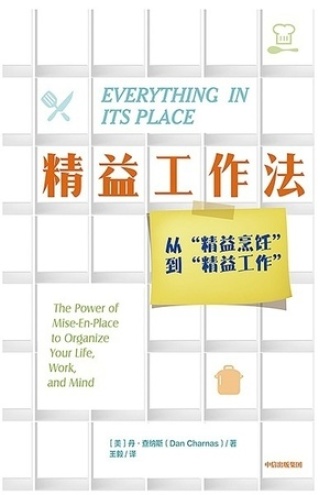 EVERYTHING IN
ITS PLACE
精益工作法
从“精益烹饪”
到“精益工作”
The Power of
Mise-En-Place
to Organize
Your Life,
Work,
and Mind
[美]丹·查纳斯(Dan Charnas)著
王毅/译
中信出版集团